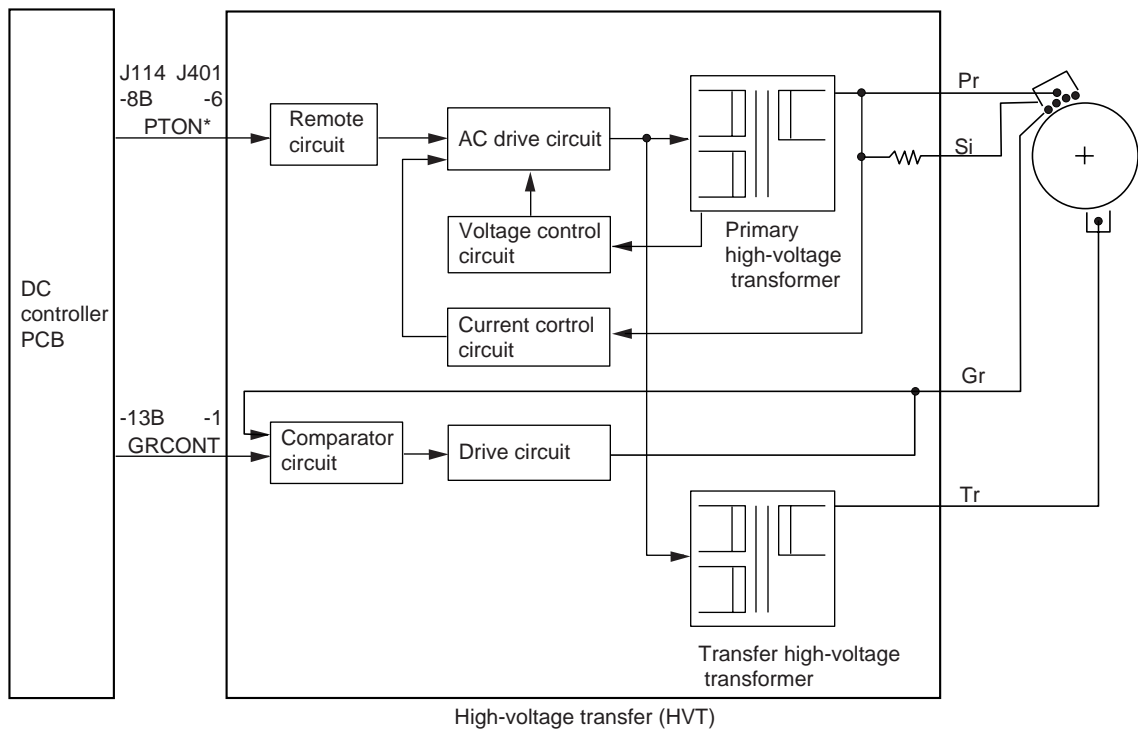 J114 J401
-8B -6
PTON*
Remote
circuit
AC drive circuit
Pr
Si
Voltage control
circuit
Primary
high-voltage
transformer
DC
controller
PCB
Current cortrol
circuit
Gr
-13B -1
GRCONT
Comparator
circuit
Drive circuit
Tr
Transfer high-voltage
transformer
High-voltage transfer (HVT)